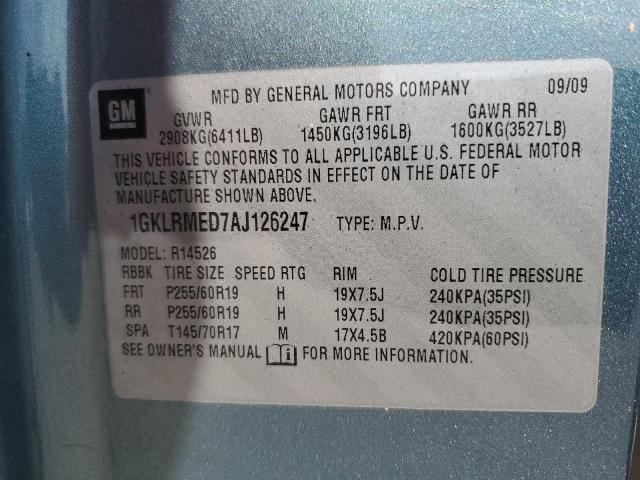 GM
MFD BY GENERAL MOTORS COMPANY 09/09
GVWR GAWR FRT GAWR RR
2908KG(6411LB) 1450KG(3196LB) 1600KG(3527LB)
THIS VEHICLE CONFORMS TO ALL APPLICABLE U.S. FEDERAL MOTOR
VEHICLE SAFETY STANDARDS IN EFFECT ON THE DATE OF
MANUFACTURE SHOWN ABOVE.
1GKLRMED7AJ126247 TYPE: M.P.V.
MODEL: R14526
RBBK TIRE SIZE SPEED RTG RIM COLD TIRE PRESSURE
FRT P255/60R19 H 19X7.5J 240KPA(35PSI)
RR P255/60R19 H 19X7.5J 240KPA(35PSI)
SPA T145/70R17 M 17X4.5B 420KPA(60PSI)
SEE OWNER'S MANUAL FOR MORE INFORMATION.